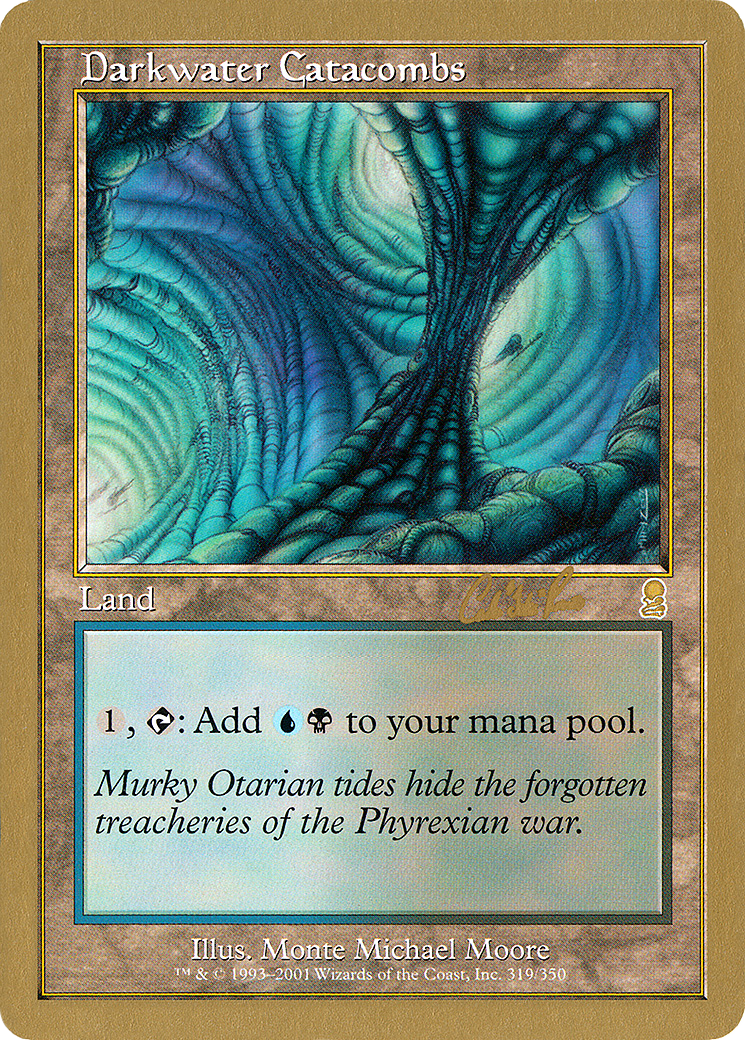 Darkwater Catacombs
Land
1, : Add to your mana pool.
Murky Otarian tides hide the forgotten
treacheries of the Phyrexian war.
Illus. Monte Michael Moore
™ & © 1993–2001 Wizards of the Coast, Inc. 319/350